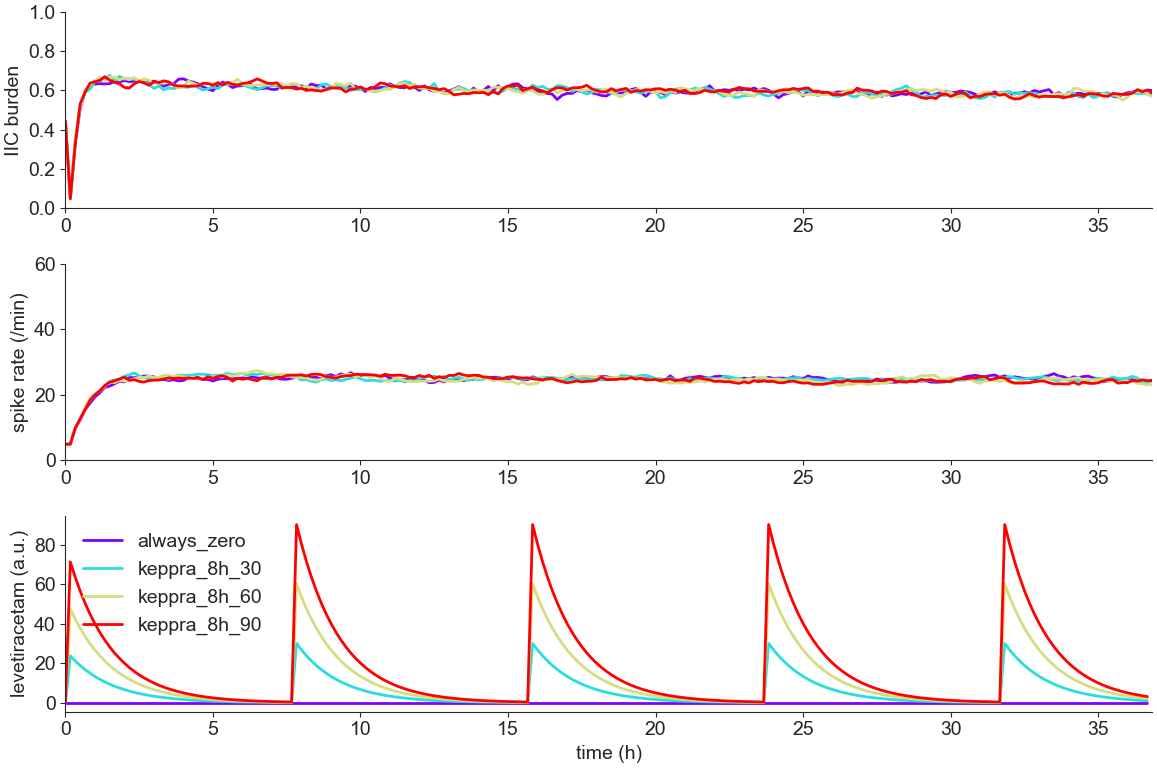 1.0
0.8
0.6
0.4
0.2
0.0
IIC burden
0 5 10 15 20 25 30 35
60
40
20
0
spike rate (/min)
0 5 10 15 20 25 30 35
80
60
40
20
0
levetiracetam (a.u.)
always_zero
keppra_8h_30
keppra_8h_60
keppra_8h_90
0 5 10 15 20 25 30 35
time (h)